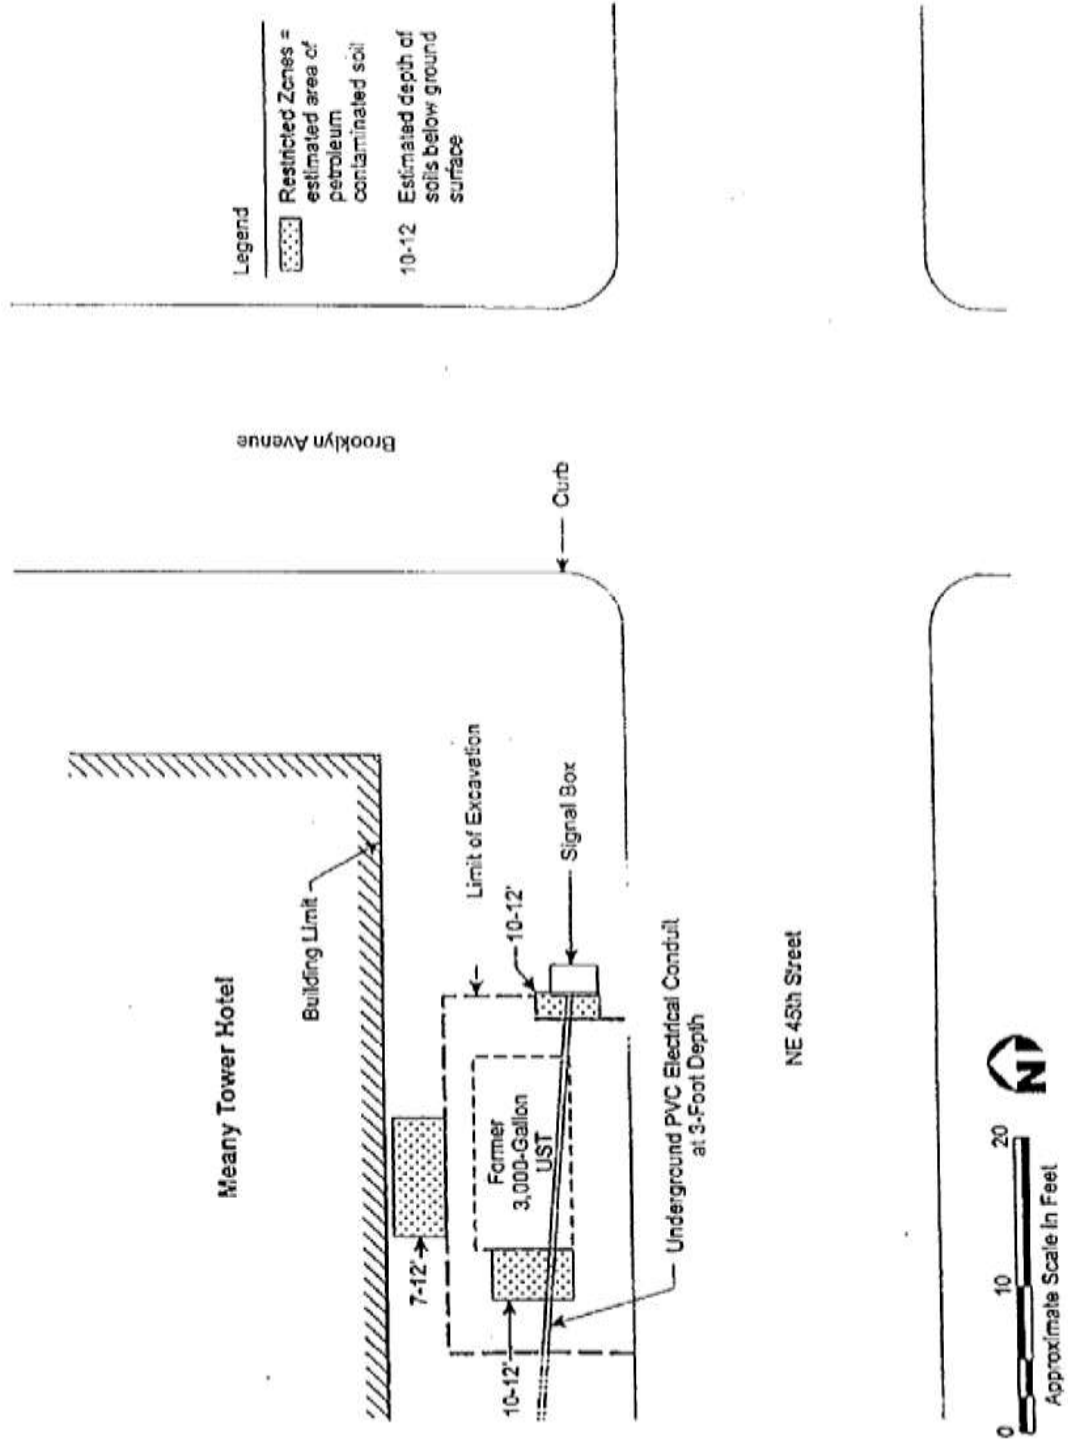 Legend
Restricted Zones =
estimated area of
petroleum
contaminated soil
10-12 Estimated depth of
soils below ground
surface
Brooklyn Avenue
Curb
Meany Tower Hotel
Building Limit
Limit of Excavation
10-12'
Signal Box
7-12'
Former
3,000-Gallon
UST
10-12'
Underground PVC Electrical Conduit
at 3-Foot Depth
NE 45th Street
N
0 10 20
Approximate Scale in Feet